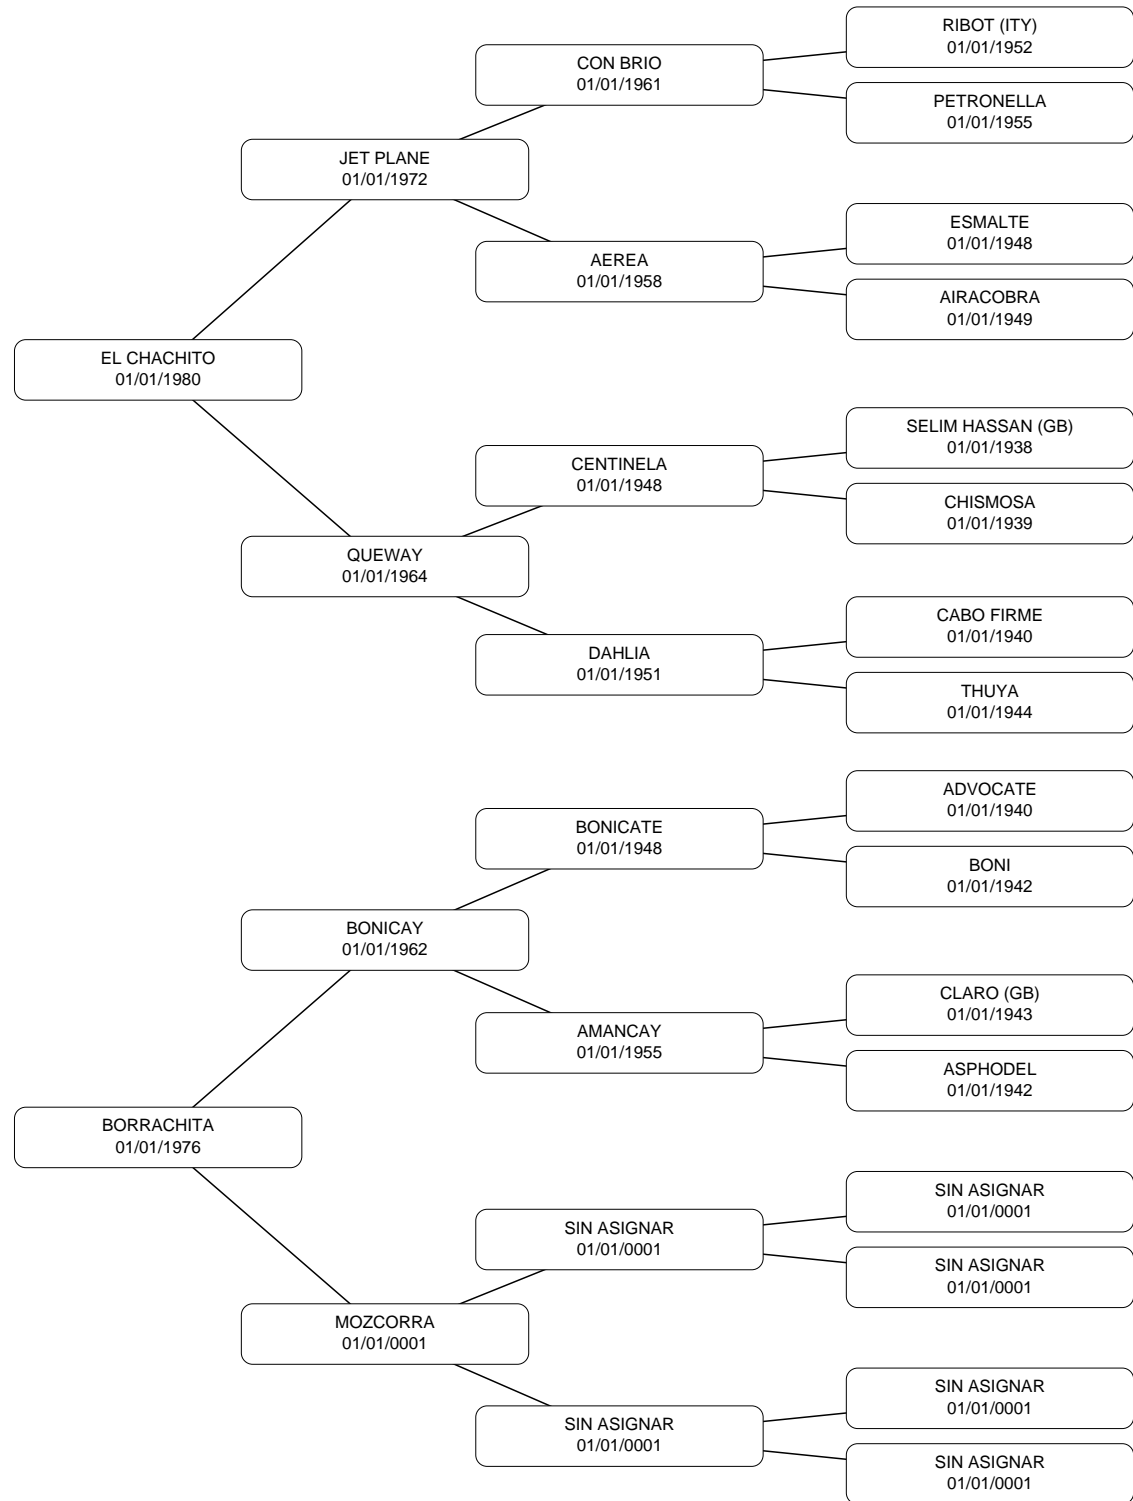 RIBOT (ITY)
01/01/1952
CON BRIO
01/01/1961
PETRONELLA
01/01/1955
JET PLANE
01/01/1972
ESMALTE
01/01/1948
AEREA
01/01/1958
AIRACOBRA
01/01/1949
EL CHACHITO
01/01/1980
SELIM HASSAN (GB)
01/01/1938
CENTINELA
01/01/1948
CHISMOSA
01/01/1939
QUEWAY
01/01/1964
CABO FIRME
01/01/1940
DAHLIA
01/01/1951
THUYA
01/01/1944
ADVOCATE
01/01/1940
BONICATE
01/01/1948
BONI
01/01/1942
BONICAY
01/01/1962
CLARO (GB)
01/01/1943
AMANCAY
01/01/1955
ASPHODEL
01/01/1942
BORRACHITA
01/01/1976
SIN ASIGNAR
01/01/0001
SIN ASIGNAR
01/01/0001
SIN ASIGNAR
01/01/0001
MOZCORRA
01/01/0001
SIN ASIGNAR
01/01/0001
SIN ASIGNAR
01/01/0001
SIN ASIGNAR
01/01/0001